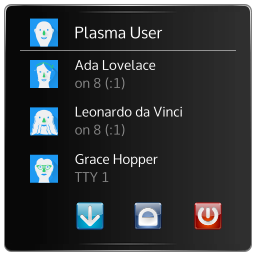 Plasma User
Ada Lovelace
on 8 (:1)
Leonardo da Vinci
on 8 (:1)
Grace Hopper
TTY 1